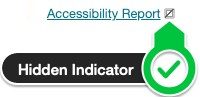 Accessibility Report
Hidden Indicator